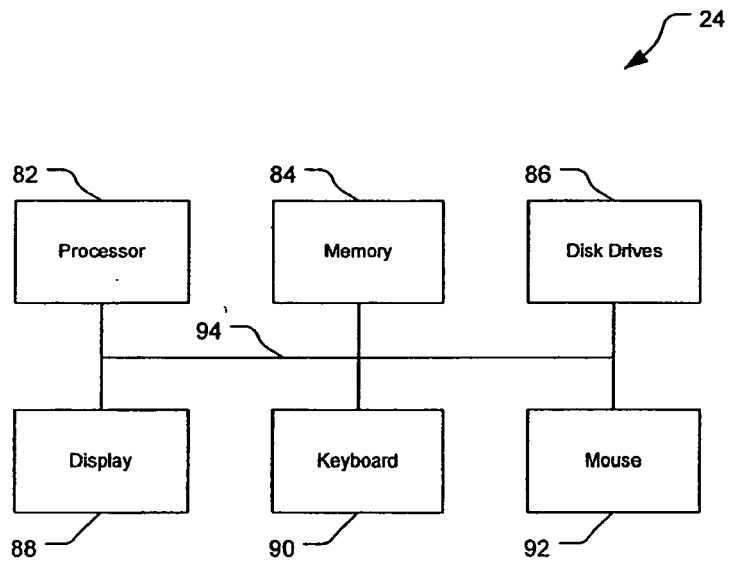 24
82
84
86
Processor
Memory
Disk Drives
94
Display
Keyboard
Mouse
88
90
92